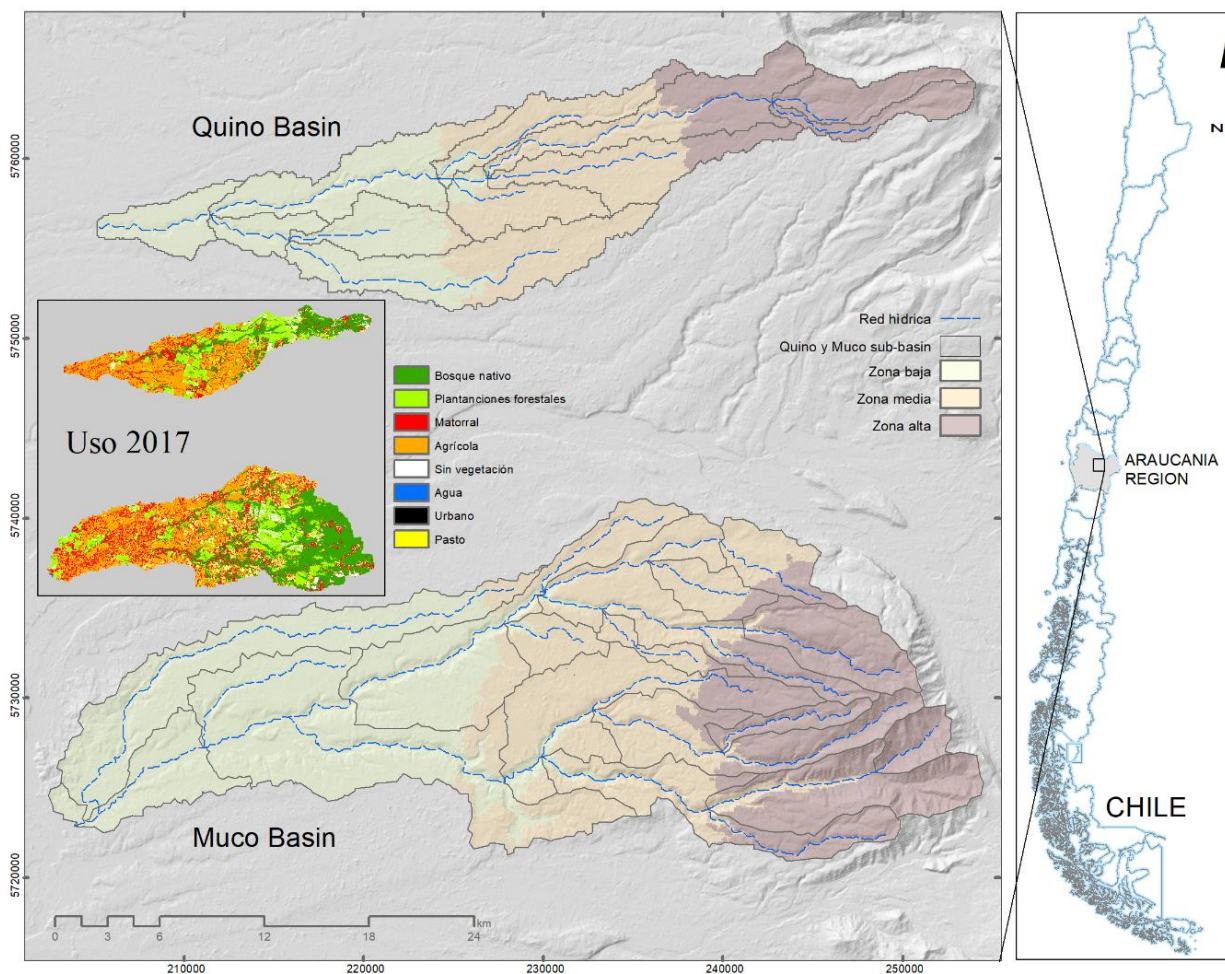 Quino Basin
5760000
5750000
5740000
5730000
5720000
Uso 2017
Bosque nativo
Plantanciones forestales
Matorral
Agrícola
Sin vegetación
Agua
Urbano
Pasto
Red hídrica
Quino y Muco sub-basin
Zona baja
Zona media
Zona alta
Muco Basin
km
0 3 6 12 18 24
210000 220000 230000 240000 250000
N
ARAUCANIA
REGION
CHILE